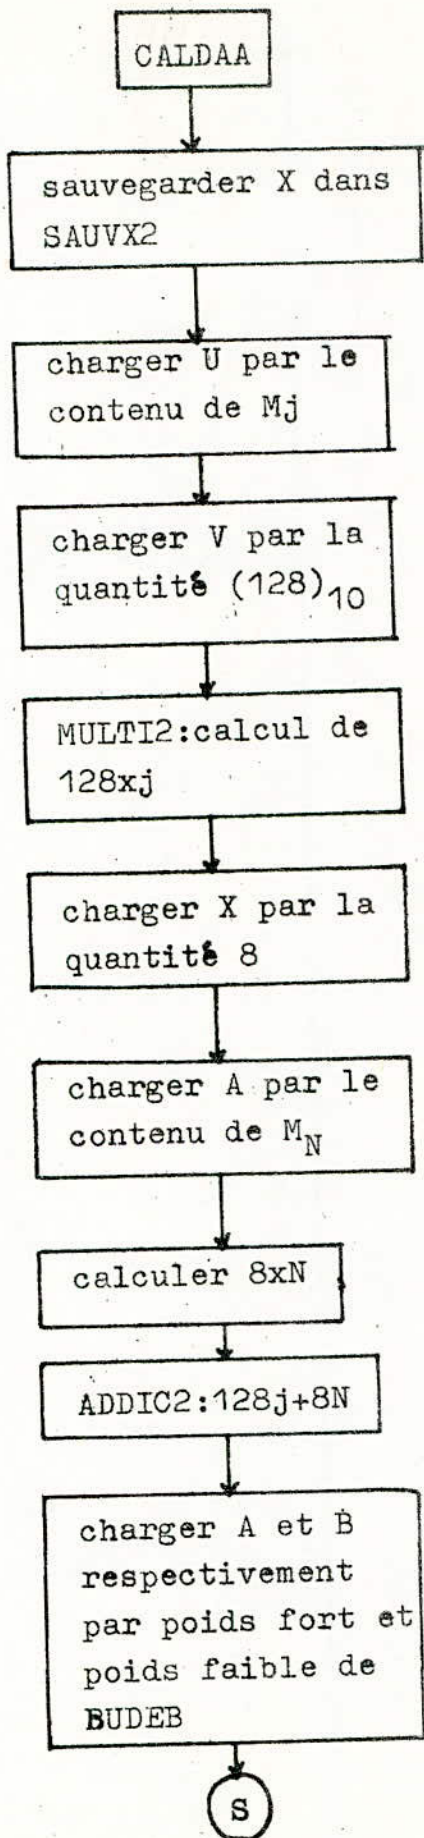 CALDAA
sauvegarder X dans
SAUVX2
charger U par le
contenu de Mj
charger V par la
quantité (128)10
MULTI2:calcul de
128xj
charger X par la
quantité 8
charger A par le
contenu de MN
calculer 8xN
ADDIC2:128j+8N
charger A et B
respectivement
par poids fort et
poids faible de
BUDEB
S